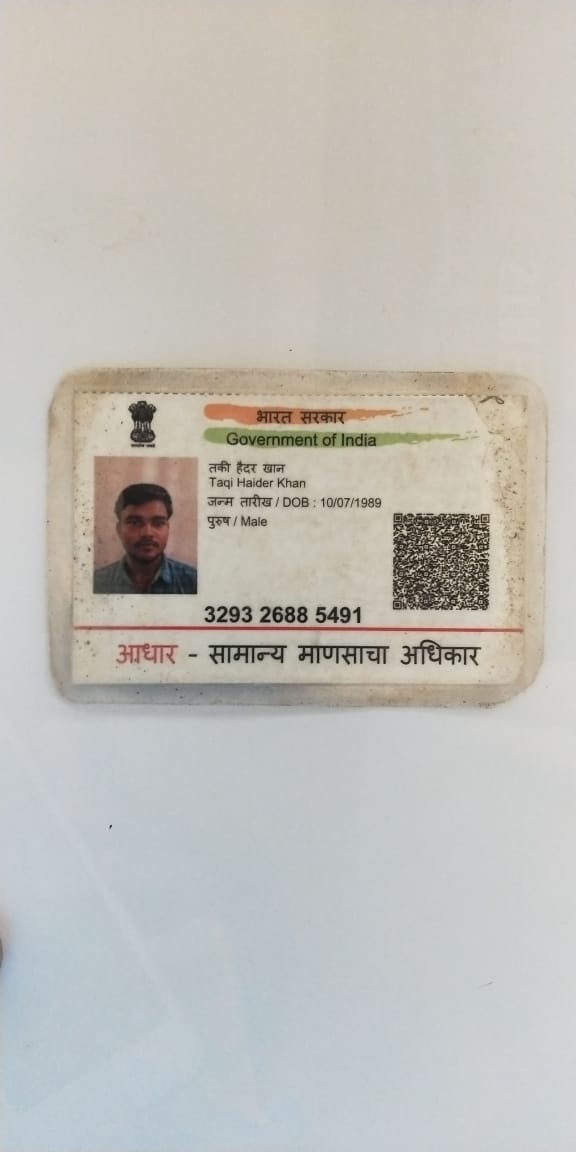 भारत सरकार
Government of India
तकी हैदर खान
Taqi Haider Khan
जन्म तारीख / DOB : 10/07/1989
पुरुष / Male
3293 2688 5491
आधार - सामान्य माणसाचा अधिकार